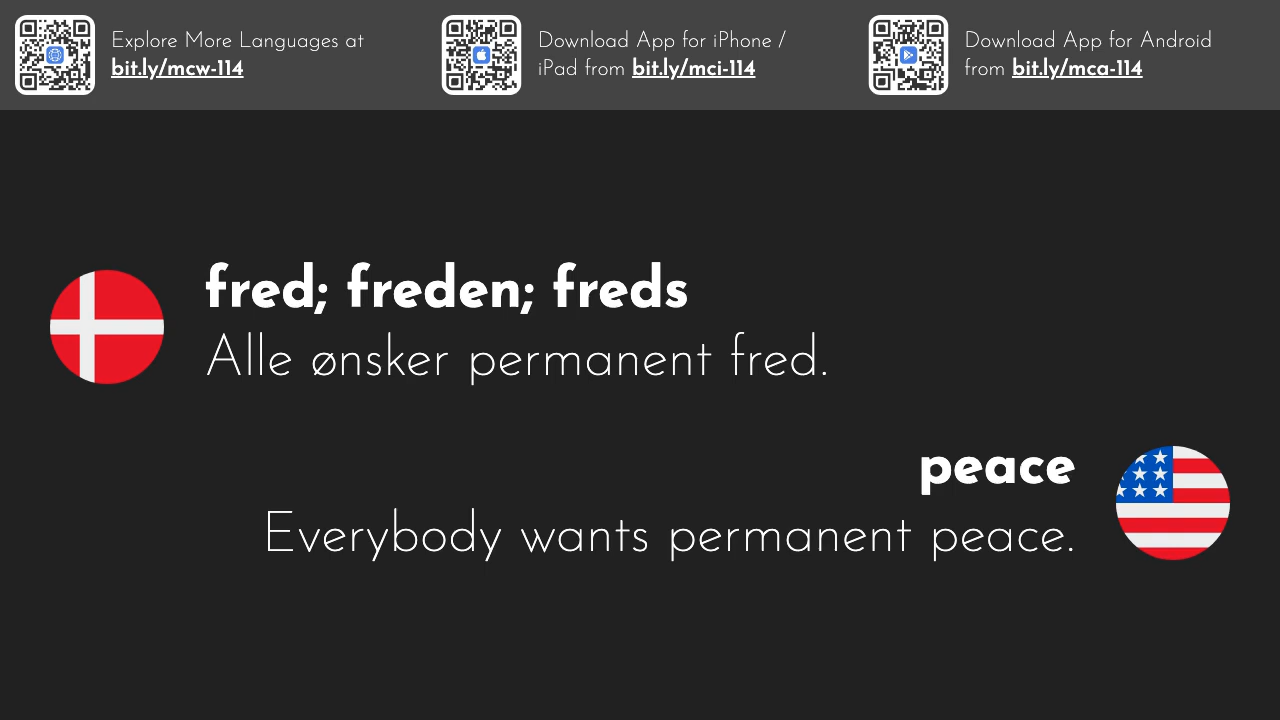 Explore More Languages at
bit.ly/mcw-114
Download App for iPhone /
iPad from bit.ly/mci-114
Download App for Android
from bit.ly/mca-114
fred; freden; freds
Alle ønsker permanent fred.
peace
Everybody wants permanent peace.